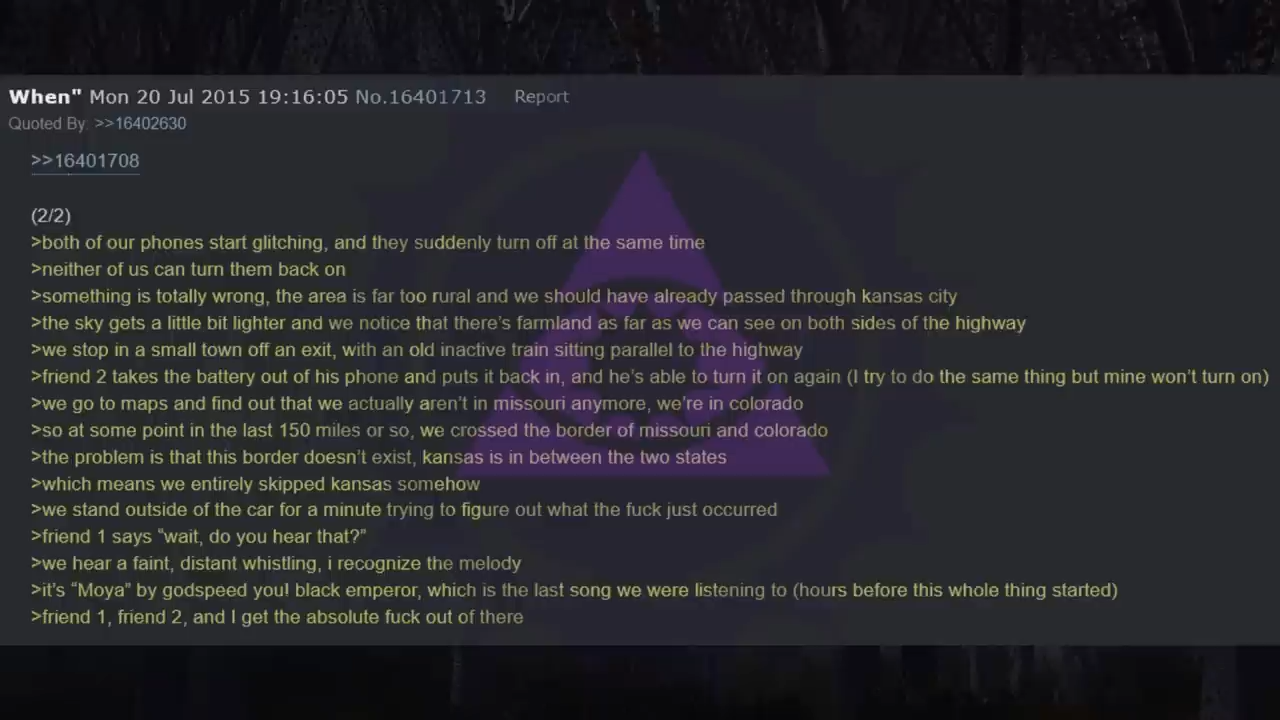 When" Mon 20 Jul 2015 19:16:05 No.16401713 Report
Quoted By: >>16402630
>>16401708
(2/2)
>both of our phones start glitching, and they suddenly turn off at the same time
>neither of us can turn them back on
>something is totally wrong, the area is far too rural and we should have already passed through kansas city
>the sky gets a little bit lighter and we notice that there's farmland as far as we can see on both sides of the highway
>we stop in a small town off an exit, with an old inactive train sitting parallel to the highway
>friend 2 takes the battery out of his phone and puts it back in, and he's able to turn it on again (I try to do the same thing but mine won't turn on)
>we go to maps and find out that we actually aren't in missouri anymore, we're in colorado
>so at some point in the last 150 miles or so, we crossed the border of missouri and colorado
>the problem is that this border doesn't exist, kansas is in between the two states
>which means we entirely skipped kansas somehow
>we stand outside of the car for a minute trying to figure out what the fuck just occurred
>friend 1 says “wait, do you hear that?”
>we hear a faint, distant whistling, i recognize the melody
>it's “Moya” by godspeed you! black emperor, which is the last song we were listening to (hours before this whole thing started)
>friend 1, friend 2, and I get the absolute fuck out of there